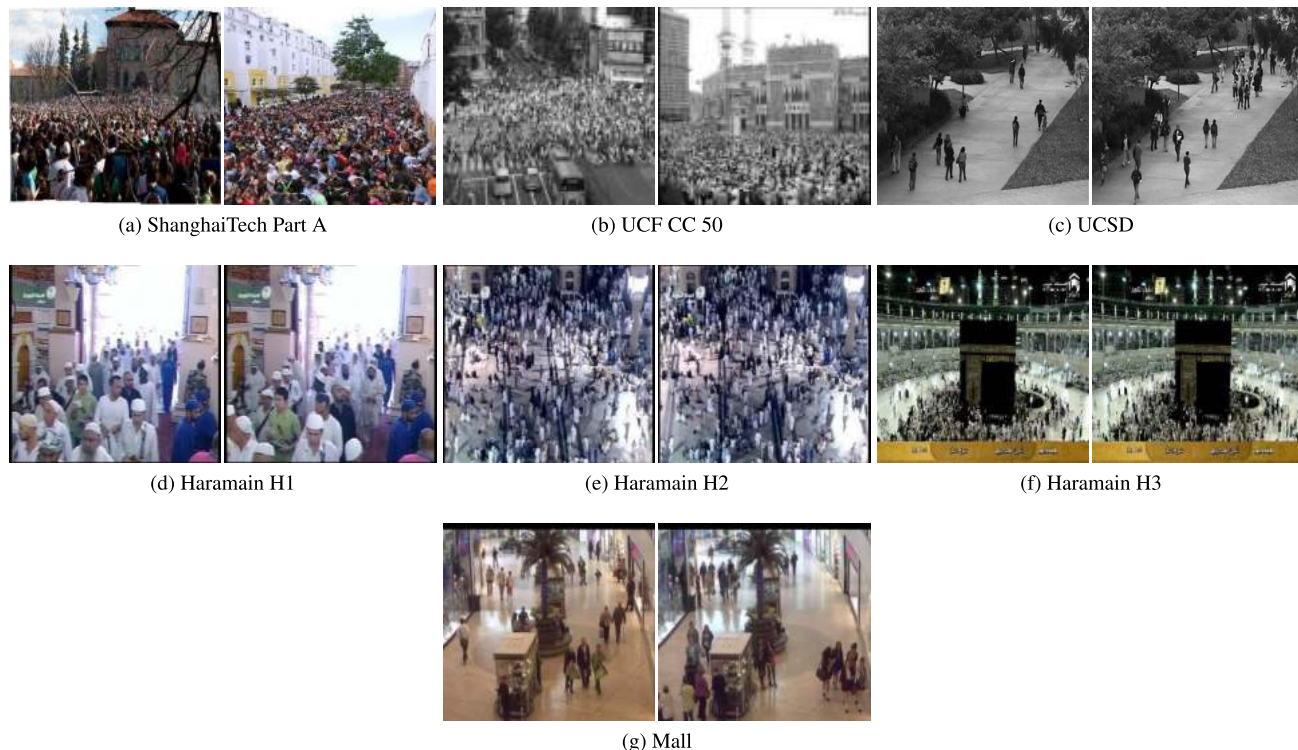 (a) ShanghaiTech Part A
(b) UCF CC 50
(c) UCSD
(d) Haramain H1
(e) Haramain H2
(f) Haramain H3
(g) Mall